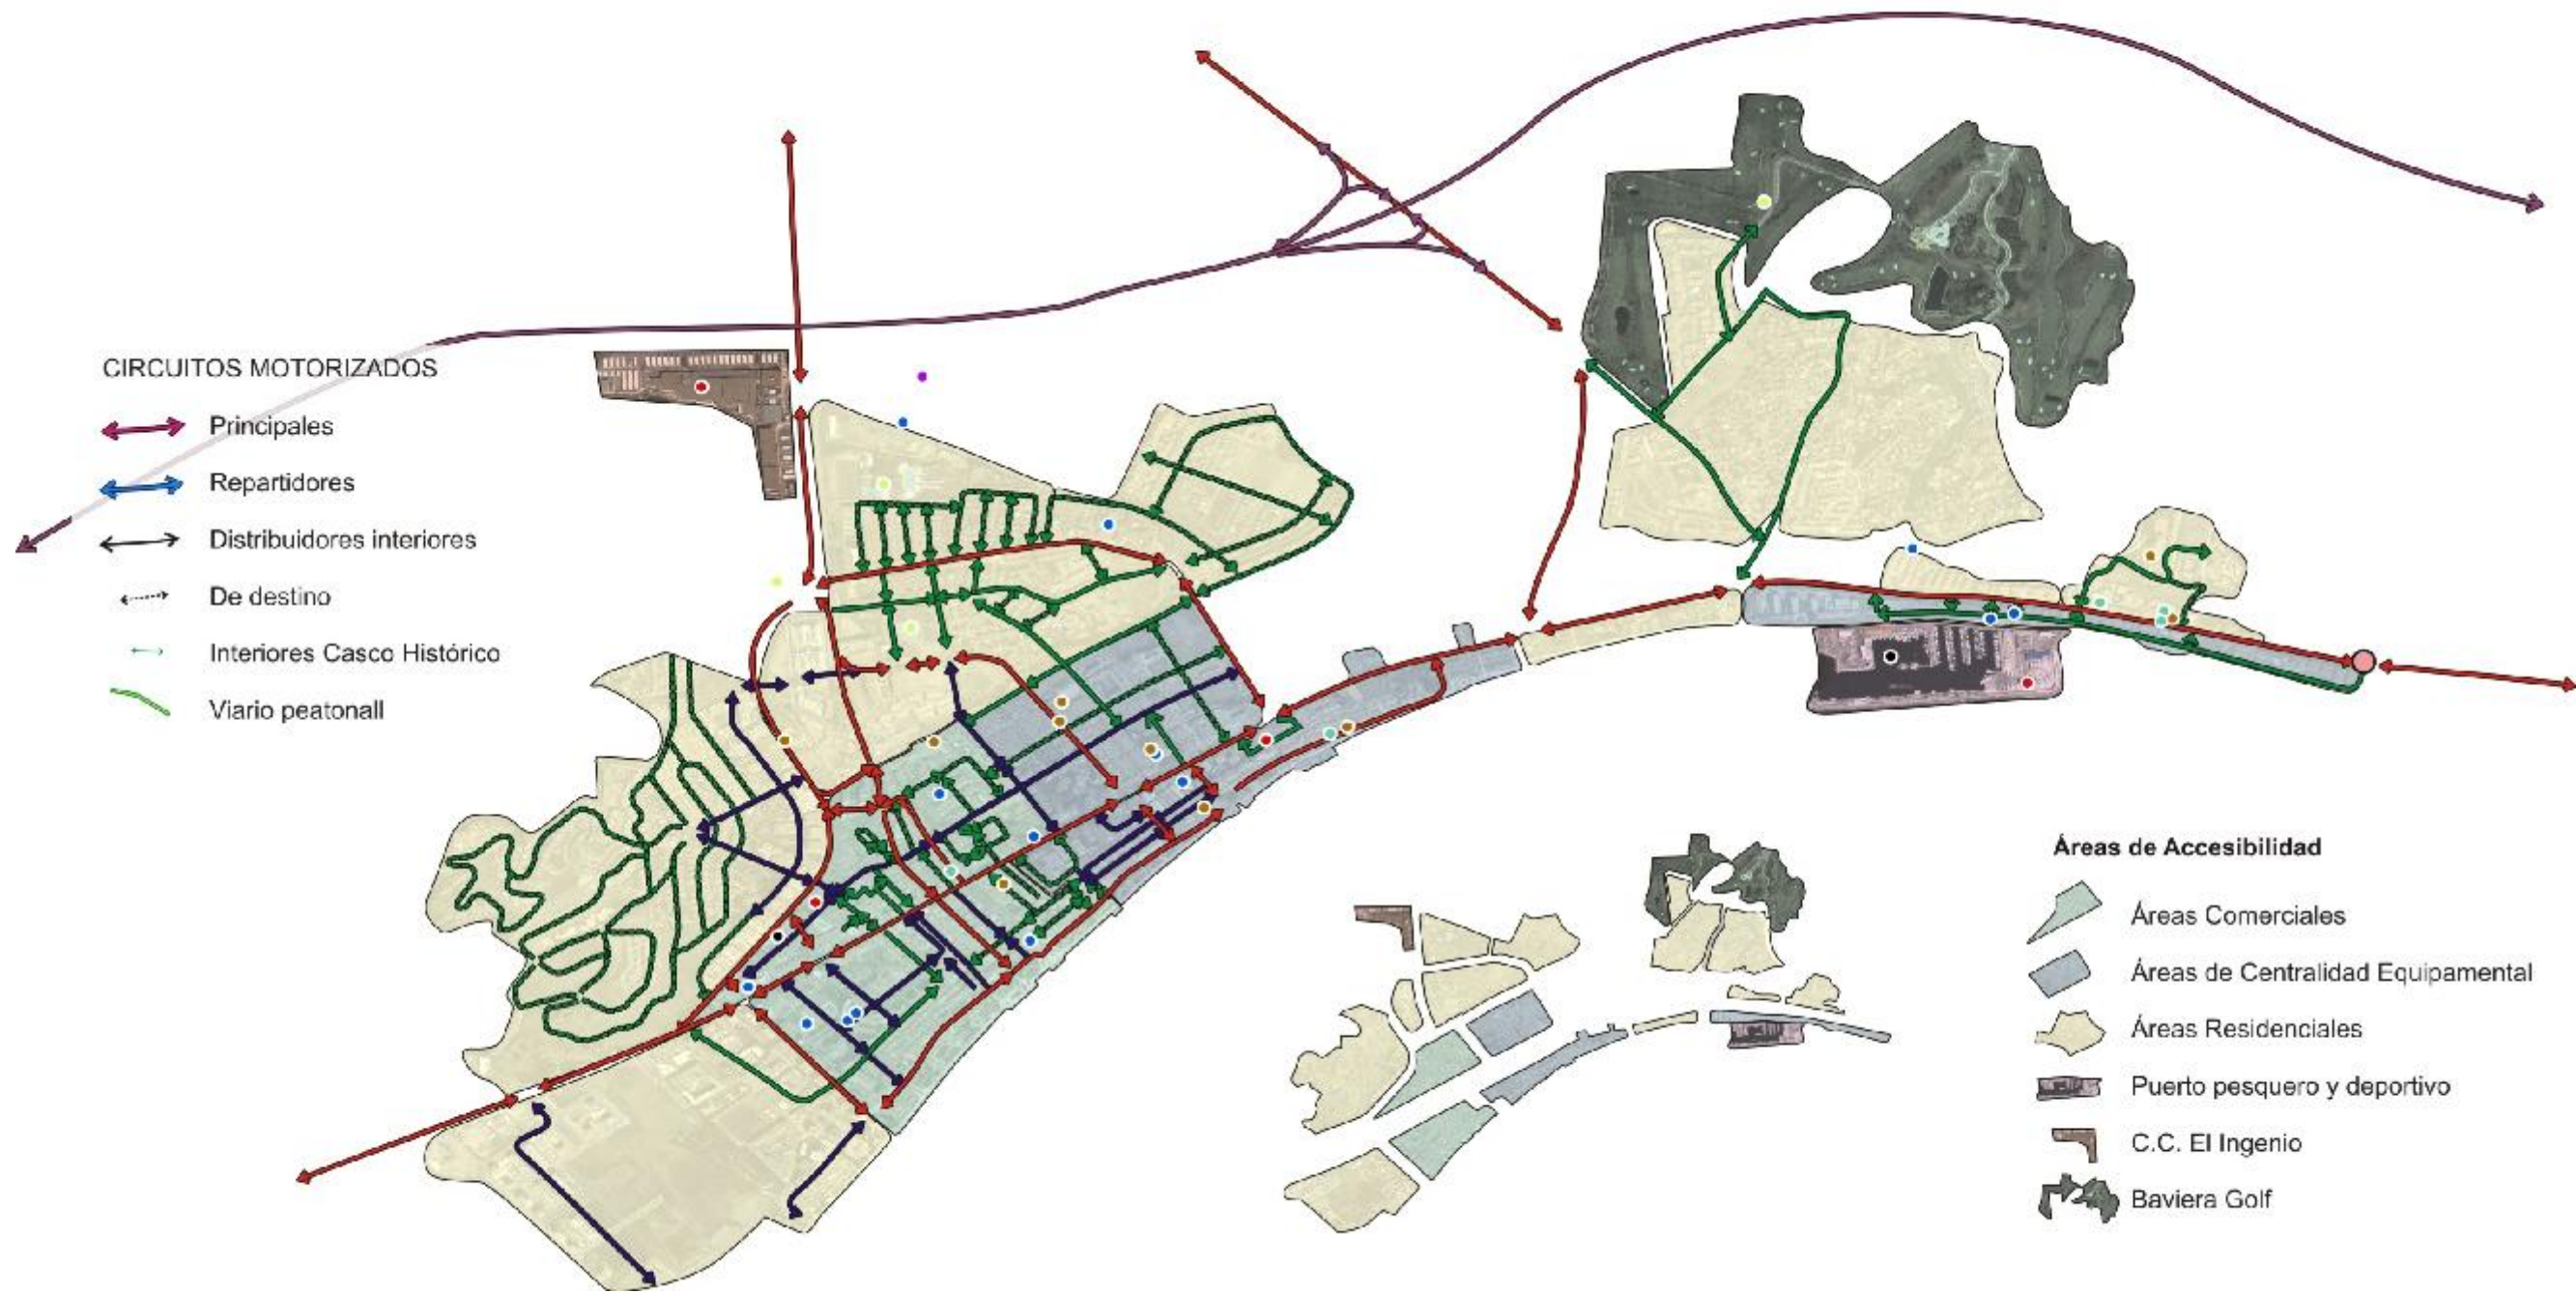 CIRCUITOS MOTORIZADOS
Principales
Repartidores
Distribuidores interiores
De destino
Interiores Casco Histórico
Viario peatonall
Áreas de Accesibilidad
Áreas Comerciales
Áreas de Centralidad Equipamental
Áreas Residenciales
Puerto pesquero y deportivo
C.C. El Ingenio
Baviera Golf